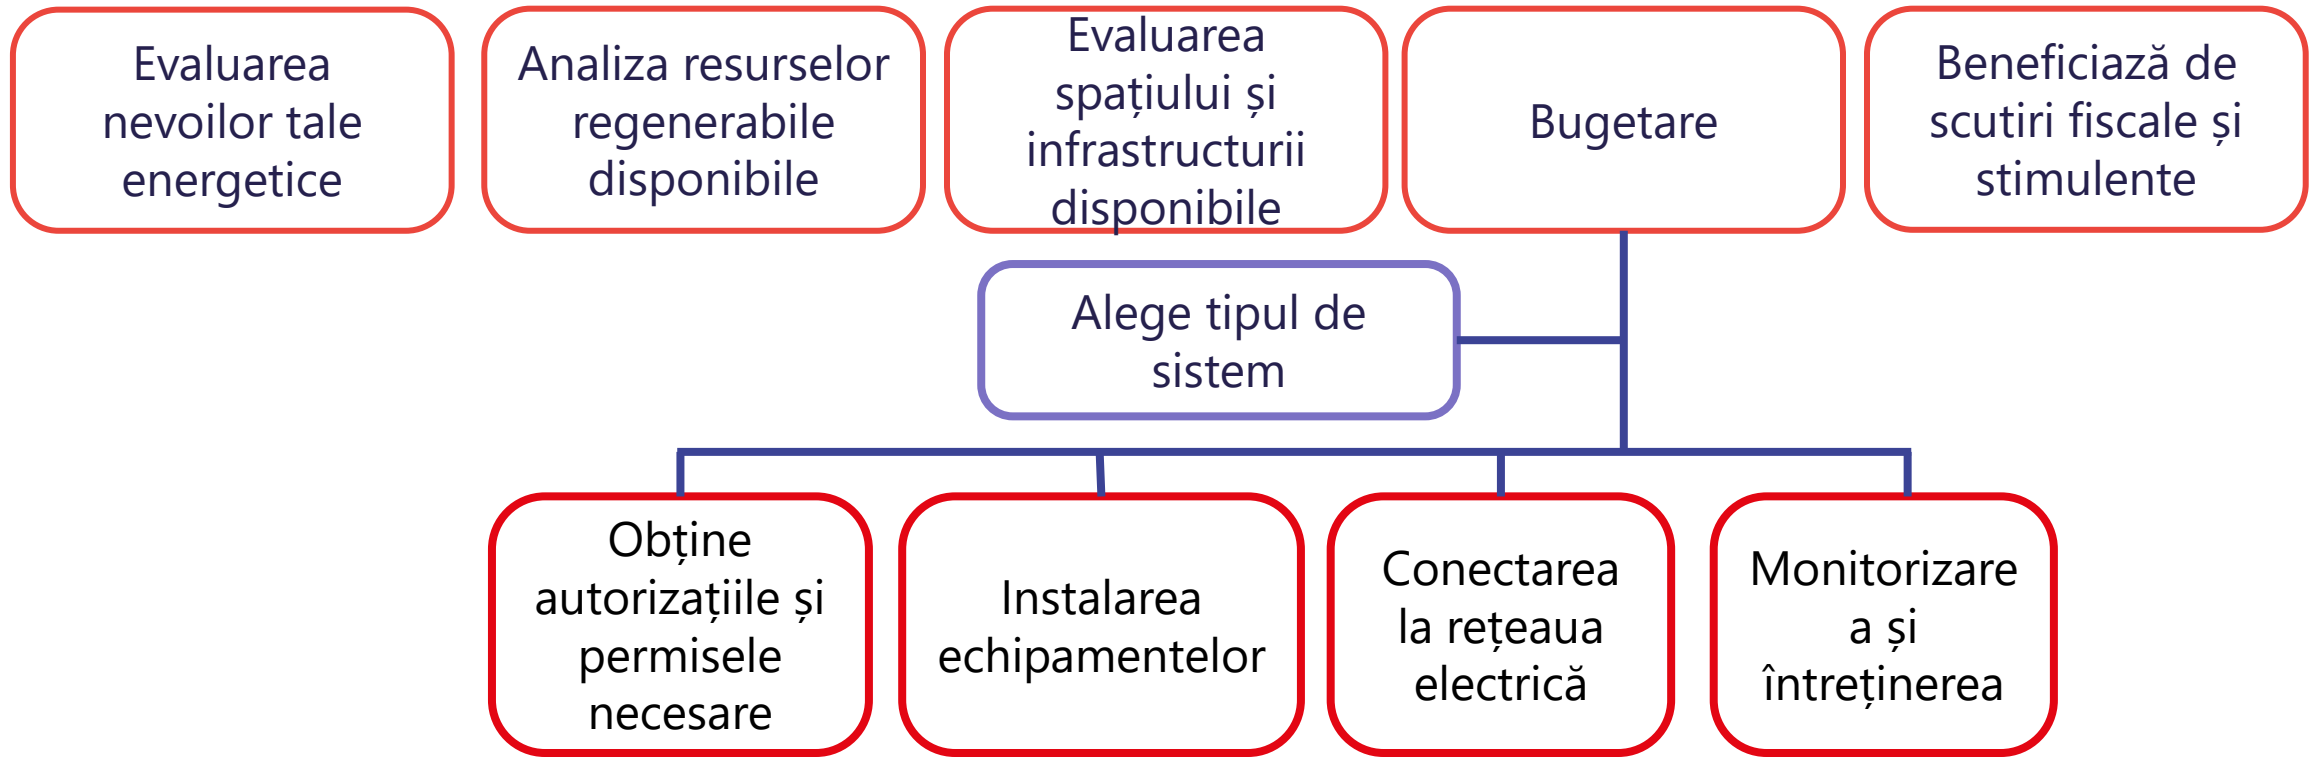 Evaluarea
nevoilor tale
energetice
Analiza resurselor
regenerabile
disponibile
Evaluarea
spațiului și
infrastructurii
disponibile
Bugetare
Beneficiază de
scutiri fiscale și
stimulente
Alege tipul de
sistem
Obține
autorizațiile și
permisele
necesare
Instalarea
echipamentelor
Conectarea
la rețeaua
electrică
Monitorizare
a și
întreținerea